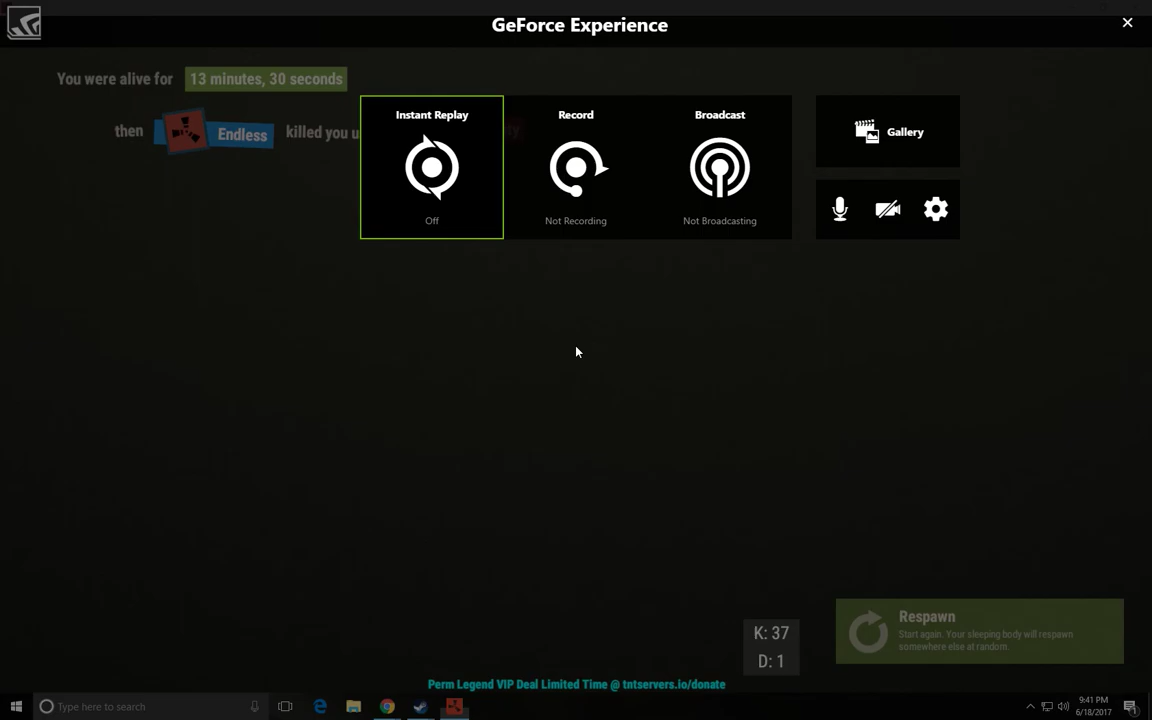 GeForce Experience
You were alive for 13 minutes, 30 seconds
then Endless killed you u
Instant Replay
Off
Record
Not Recording
Broadcast
Not Broadcasting
Gallery
K: 37
D: 1
Respawn
Start again. Your sleeping body will respawn
somewhere else at random.
Perm Legend VIP Deal Limited Time @ tntservers.io/donate
Type here to search
9:41 PM
6/18/2017